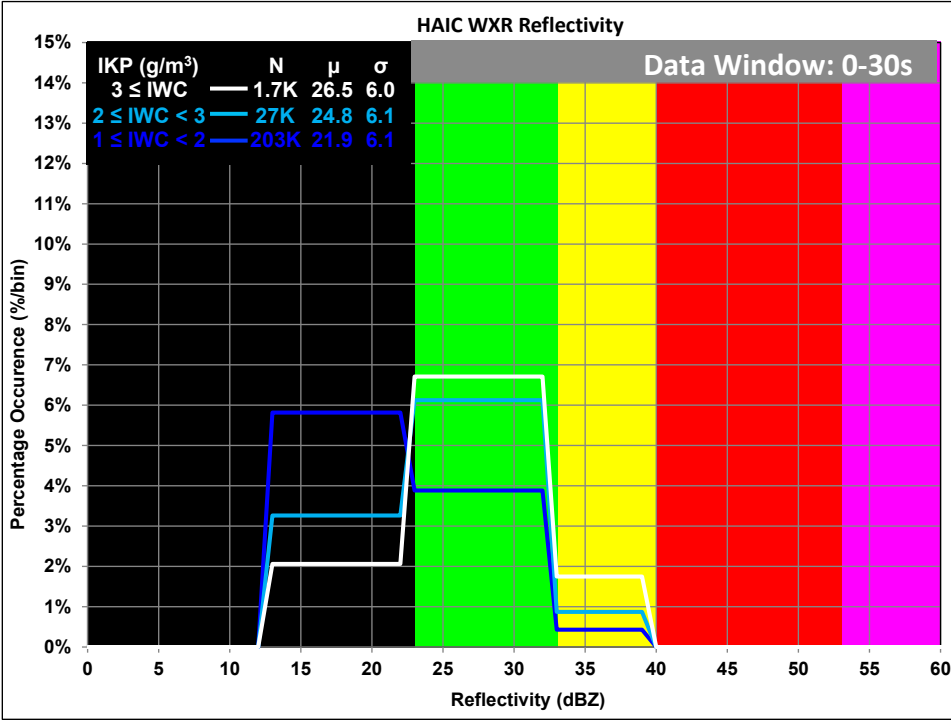 HAIC WXR Reflectivity
Data Window: 0-30s
IKP (g/m³) N µ σ
3 ≤ IWC 1.7K 26.5 6.0
2 ≤ IWC < 3 27K 24.8 6.1
1 ≤ IWC < 2 203K 21.9 6.1
Percentage Occurence (%/bin)
15%
14%
13%
12%
11%
10%
9%
8%
7%
6%
5%
4%
3%
2%
1%
0%
0 5 10 15 20 25 30 35 40 45 50 55 60
Reflectivity (dBZ)